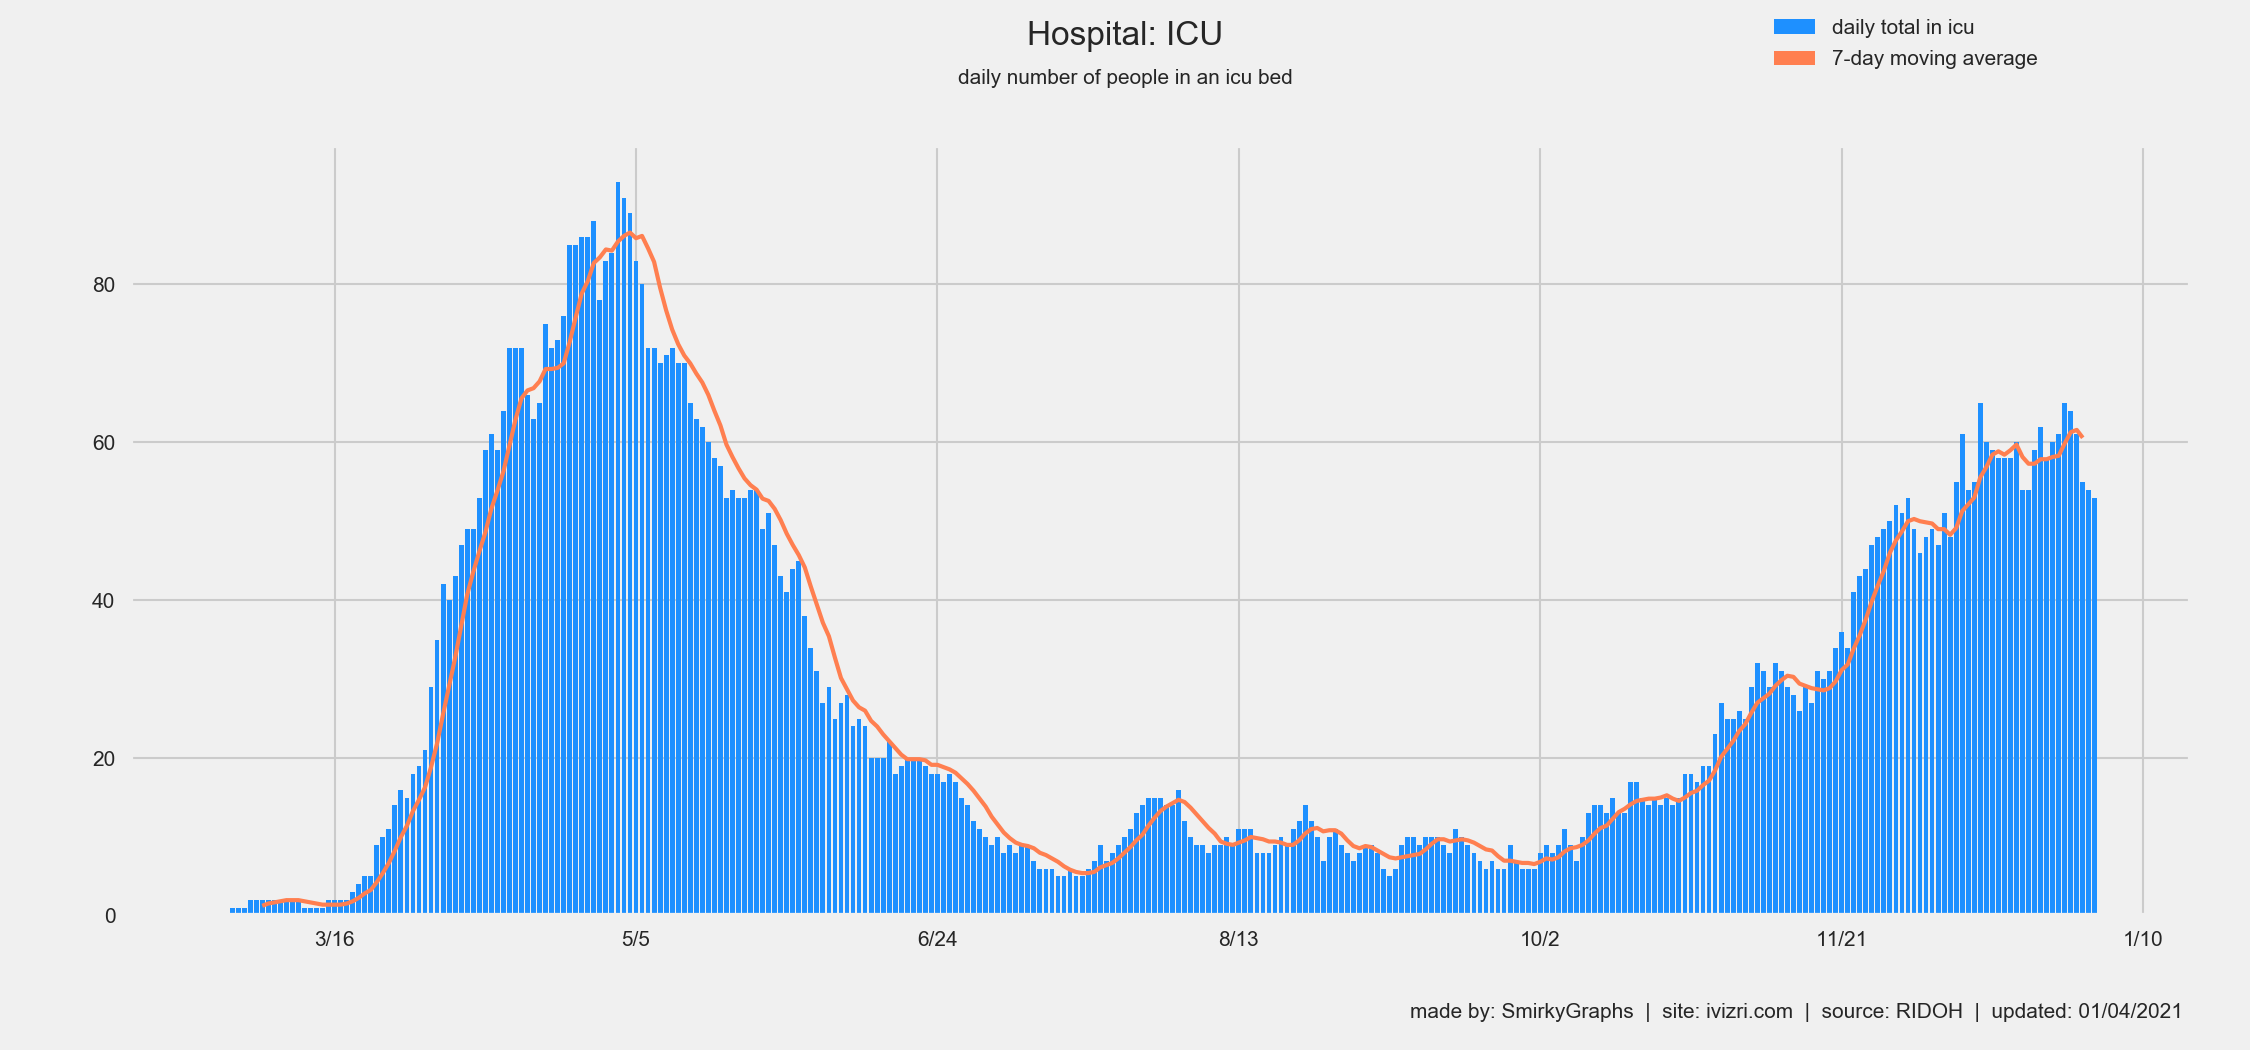 Hospital: ICU
daily number of people in an icu bed
daily total in icu
7-day moving average
80
60
40
20
0
3/16
5/5
6/24
8/13
10/2
11/21
1/10
made by: SmirkyGraphs | site: ivizri.com | source: RIDOH | updated: 01/04/2021